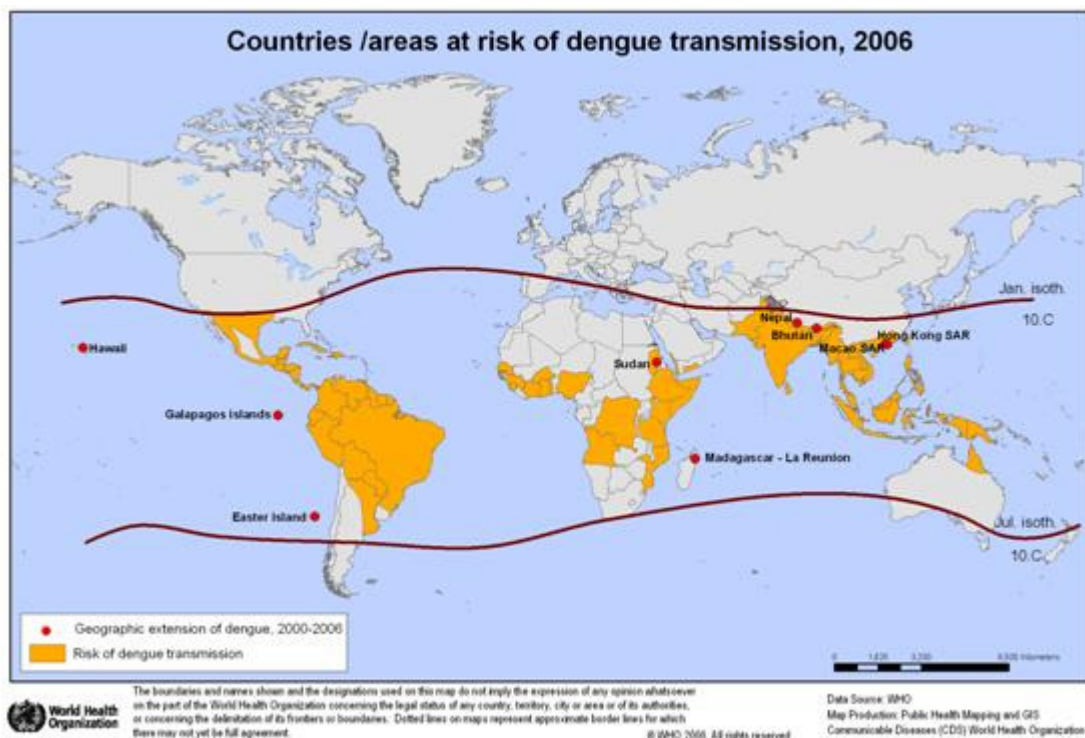 Countries /areas at risk of dengue transmission, 2006
Jan. isoth.
10.C
Nepal
Bhutan
Hong Kong SAR
Macao SAR
Hawaii
Sudan
Galapagos islands
Madagascar - La Reunion
Easter Island
Jul. isoth.
10.C
Geographic extension of dengue, 2000-2006
Risk of dengue transmission
World Health
Organization
The boundaries and names shown and the designations used on this map do not imply the expression of any opinion whatsoever
on the part of the World Health Organization concerning the legal status of any country, territory, city or area or of its authorities,
or concerning the delimitation of its frontiers or boundaries. Dotted lines on maps represent approximate border lines for which
there may not yet be full agreement.
All rights reserved
Data Source: WHO
Map Production: Public Health Mapping and GIS
Communicable Diseases (CDS) World Health Organization